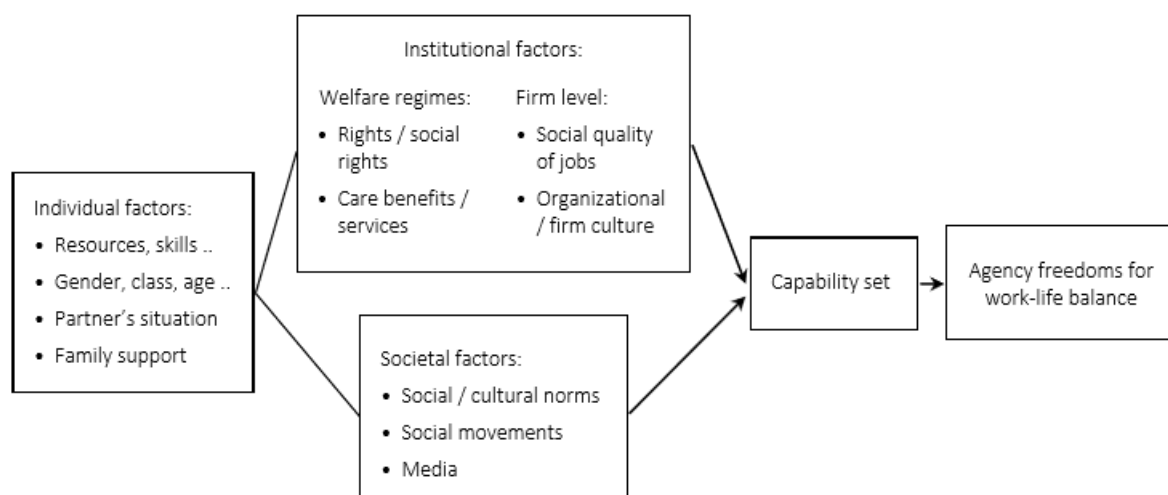 Individual factors:
• Resources, skills ..
• Gender, class, age ..
• Partner's situation
• Family support
Institutional factors:
Welfare regimes:
• Rights / social
rights
• Care benefits /
services
Firm level:
• Social quality
of jobs
• Organizational
/ firm culture
Societal factors:
• Social / cultural norms
• Social movements
• Media
Capability set
Agency freedoms for
work-life balance